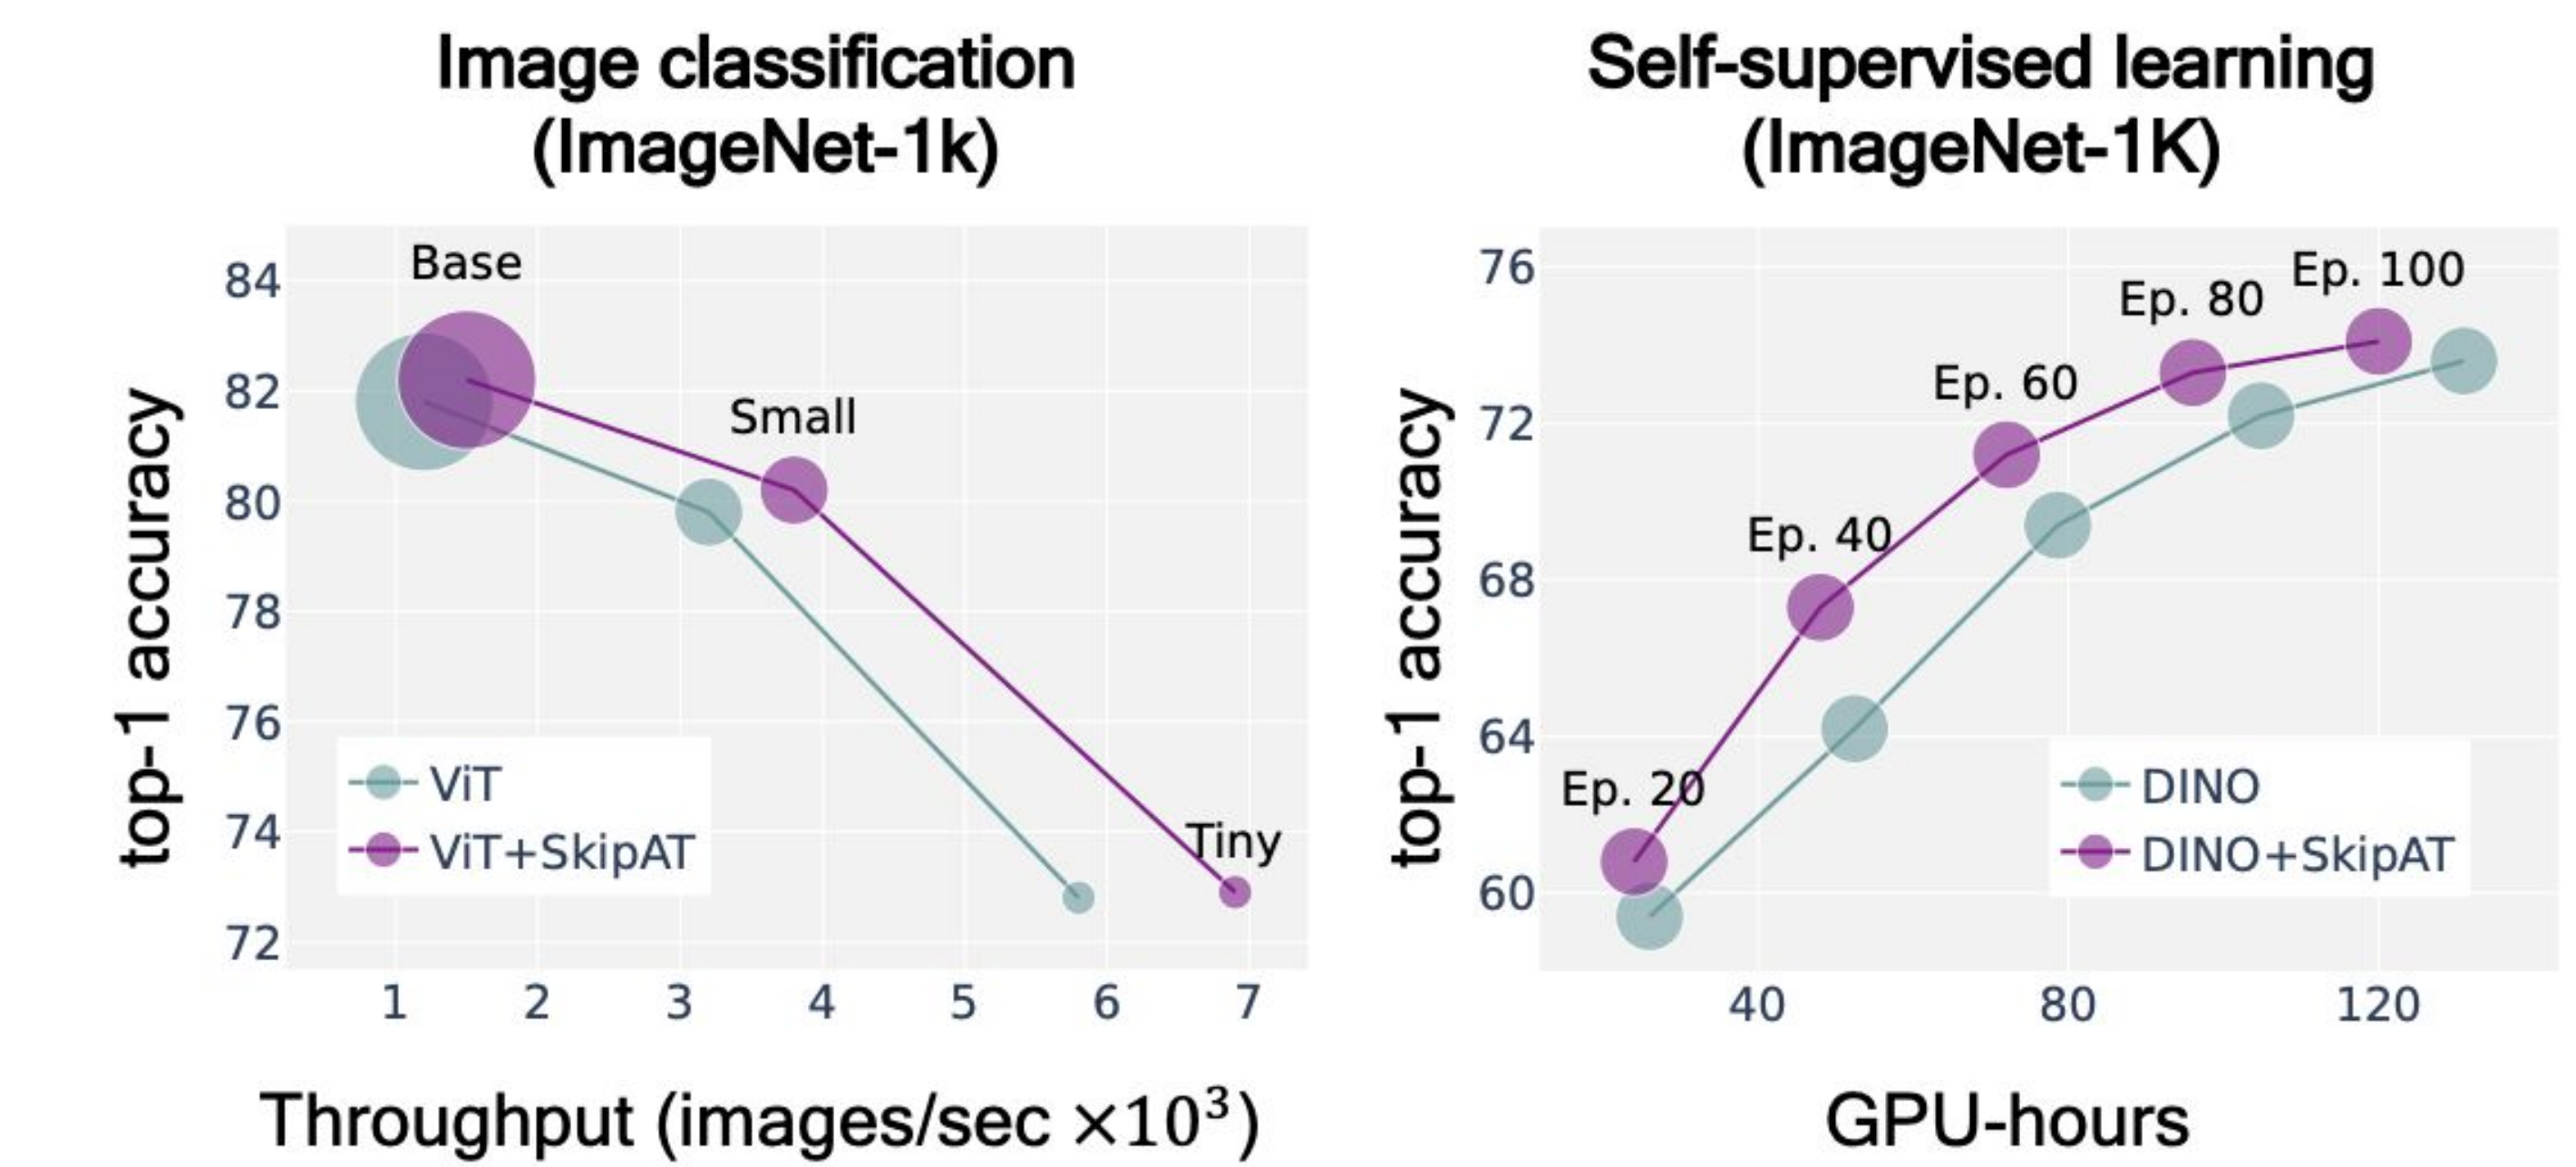 Image classification
(ImageNet-1k)
top-1 accuracy
84
82
80
78
76
74
72
Base
Small
Tiny
ViT
ViT+SkipAT
1 2 3 4 5 6 7
Throughput (images/sec ×10³)
Self-supervised learning
(ImageNet-1K)
top-1 accuracy
76
72
68
64
60
Ep. 20
Ep. 40
Ep. 60
Ep. 80
Ep. 100
DINO
DINO+SkipAT
40 80 120
GPU-hours